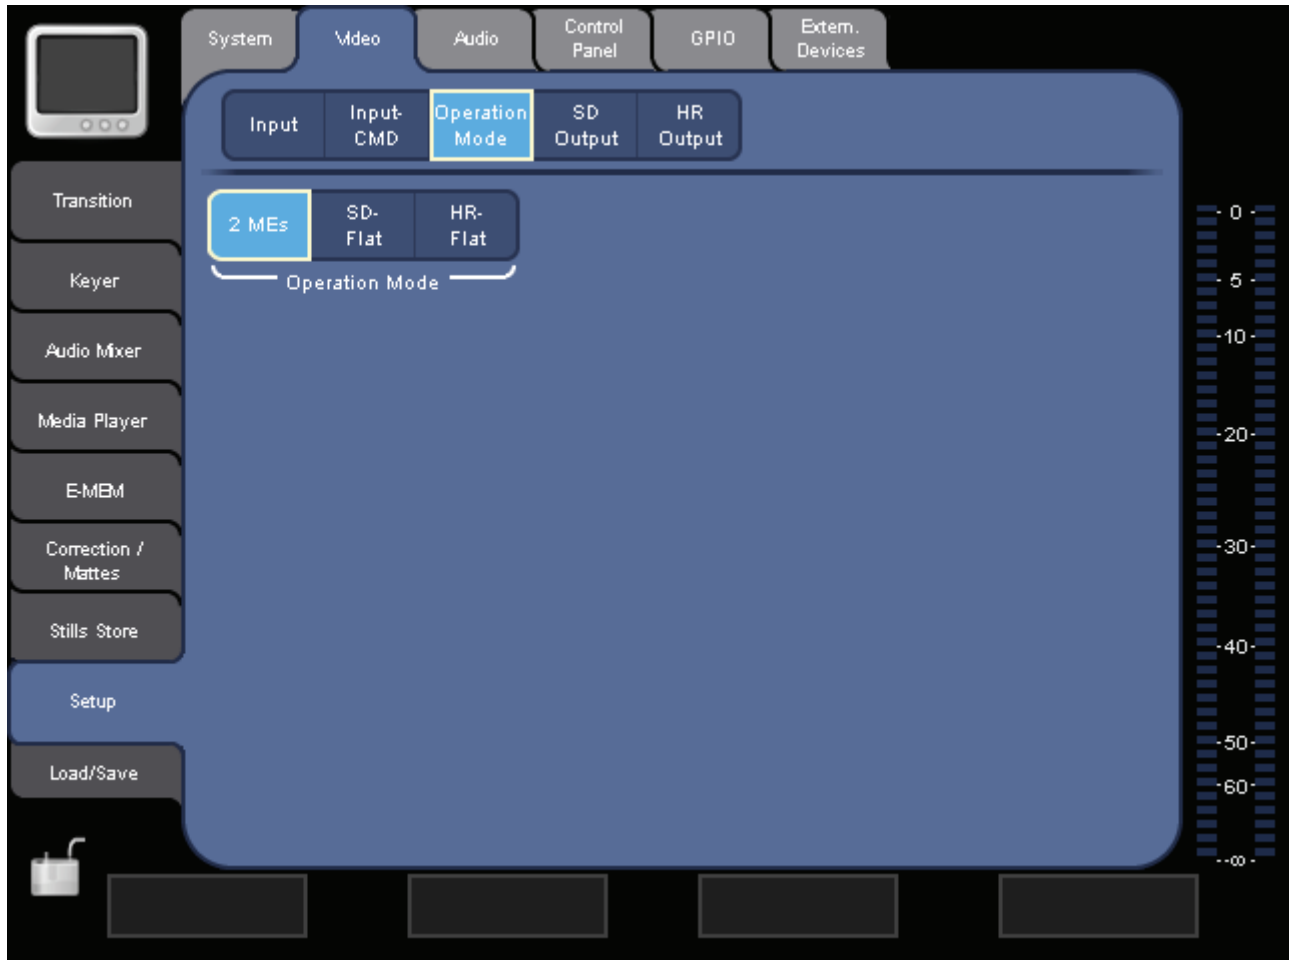 System
Video
Audio
Control
Panel
GPIO
Extern.
Devices
Input
Input-
CMD
Operation
Mode
SD
Output
HR
Output
2 MEs
SD-
Flat
HR-
Flat
Operation Mode
Transition
Keyer
Audio Mixer
Media Player
E-MEM
Correction /
Mattes
Stills Store
Setup
Load/Save
- 0 -
- 5 -
-10-
-20-
-30-
-40-
-50-
-60-
--∞ -